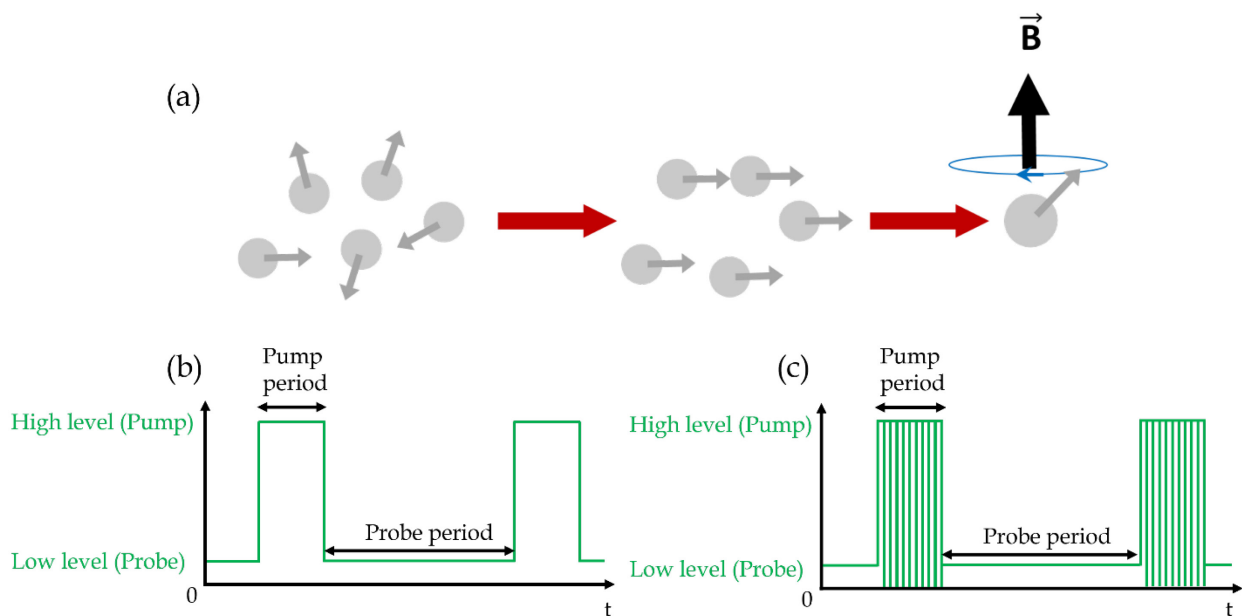 B
(a)
(b)
Pump
period
High level (Pump)
Probe period
Low level (Probe)
0
t
(c)
Pump
period
High level (Pump)
Probe period
Low level (Probe)
0
t